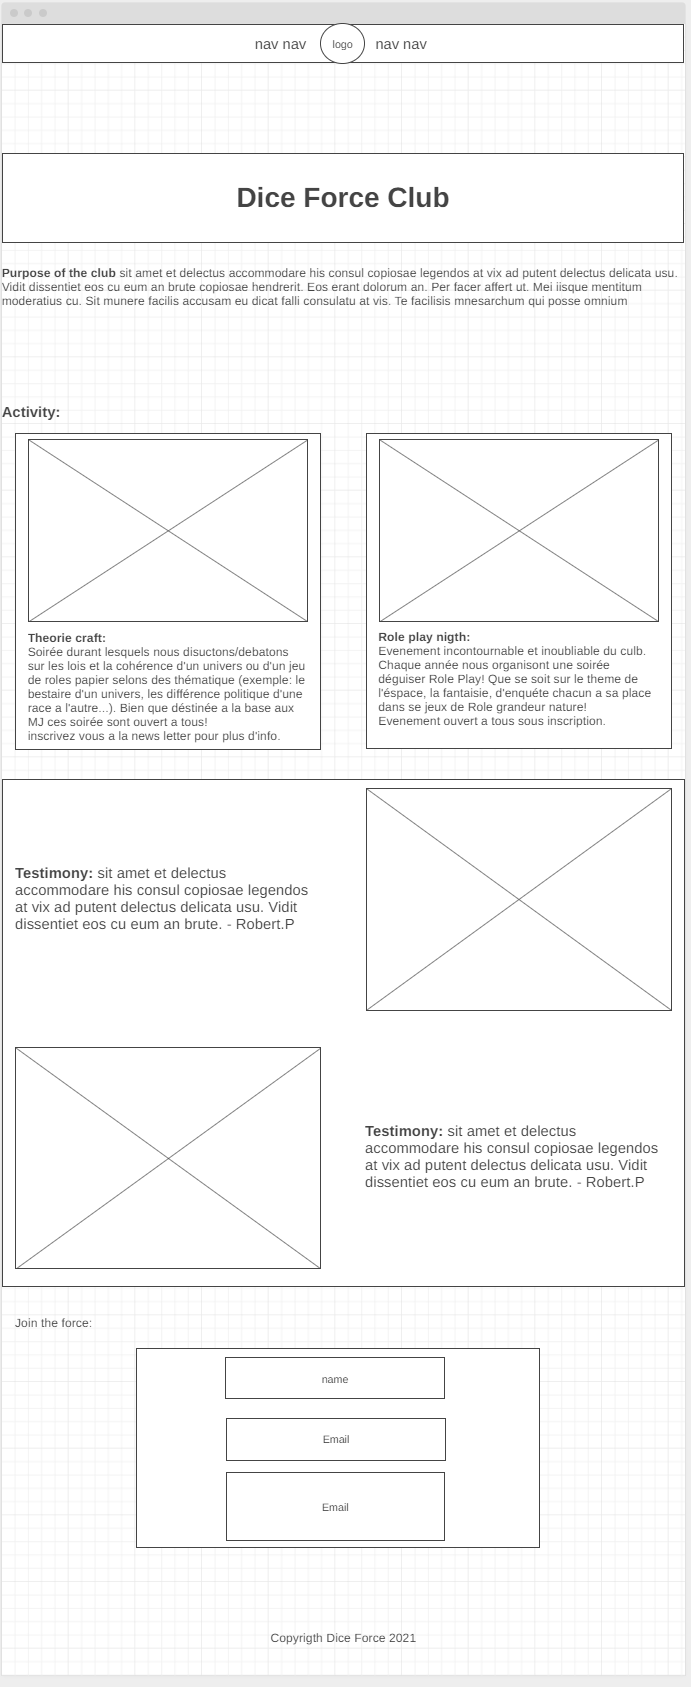 nav nav logo nav nav
Dice Force Club
Purpose of the club sit amet et delectus accommodare his consul copiosae legendos at vix ad putent delectus delicata usu.
Vidit dissentiet eos cu eum an brute copiosae hendrerit. Eos erant dolorum an. Per facer affert ut. Mei iisque mentitum
moderatius cu. Sit munere facilis accusam eu dicat falli consulatu at vis. Te facilisis mnesarchum qui posse omnium
Activity:
Theorie craft:
Soirée durant lesquels nous disuctons/debatons
sur les lois et la cohérence d'un univers ou d'un jeu
de roles papier selons des thématique (exemple: le
bestaire d'un univers, les différence politique d'une
race a l'autre...). Bien que déstinée a la base aux
MJ ces soirée sont ouvert a tous!
inscrivez vous a la news letter pour plus d'info.
Role play nigth:
Evenement incontournable et inoubliable du culb.
Chaque année nous organisont une soirée
déguiser Role Play! Que se soit sur le theme de
l'éspace, la fantaisie, d'enquéte chacun a sa place
dans se jeux de Role grandeur nature!
Evenement ouvert a tous sous inscription.
Testimony: sit amet et delectus
accommodare his consul copiosae legendos
at vix ad putent delectus delicata usu. Vidit
dissentiet eos cu eum an brute. - Robert.P
Testimony: sit amet et delectus
accommodare his consul copiosae legendos
at vix ad putent delectus delicata usu. Vidit
dissentiet eos cu eum an brute. - Robert.P
Join the force:
name
Email
Email
Copyrigth Dice Force 2021